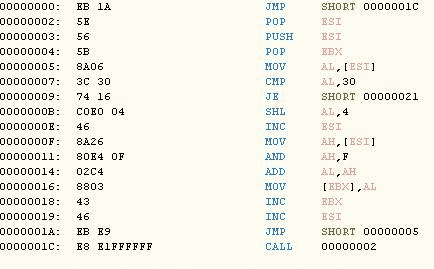 00000000: EB 1A JMP SHORT 0000001C
00000002: 5E POP ESI
00000003: 56 PUSH ESI
00000004: 5B POP EBX
00000005: 8A06 MOV AL,[ESI]
00000007: 3C 30 CMP AL,30
00000009: 74 16 JE SHORT 00000021
0000000B: C0E0 04 SHL AL,4
0000000E: 46 INC ESI
0000000F: 8A26 MOV AH,[ESI]
00000011: 80E4 0F AND AH,F
00000014: 02C4 ADD AL,AH
00000016: 8803 MOV [EBX],AL
00000018: 43 INC EBX
00000019: 46 INC ESI
0000001A: EB E9 JMP SHORT 00000005
0000001C: E8 E1FFFFFF CALL 00000002